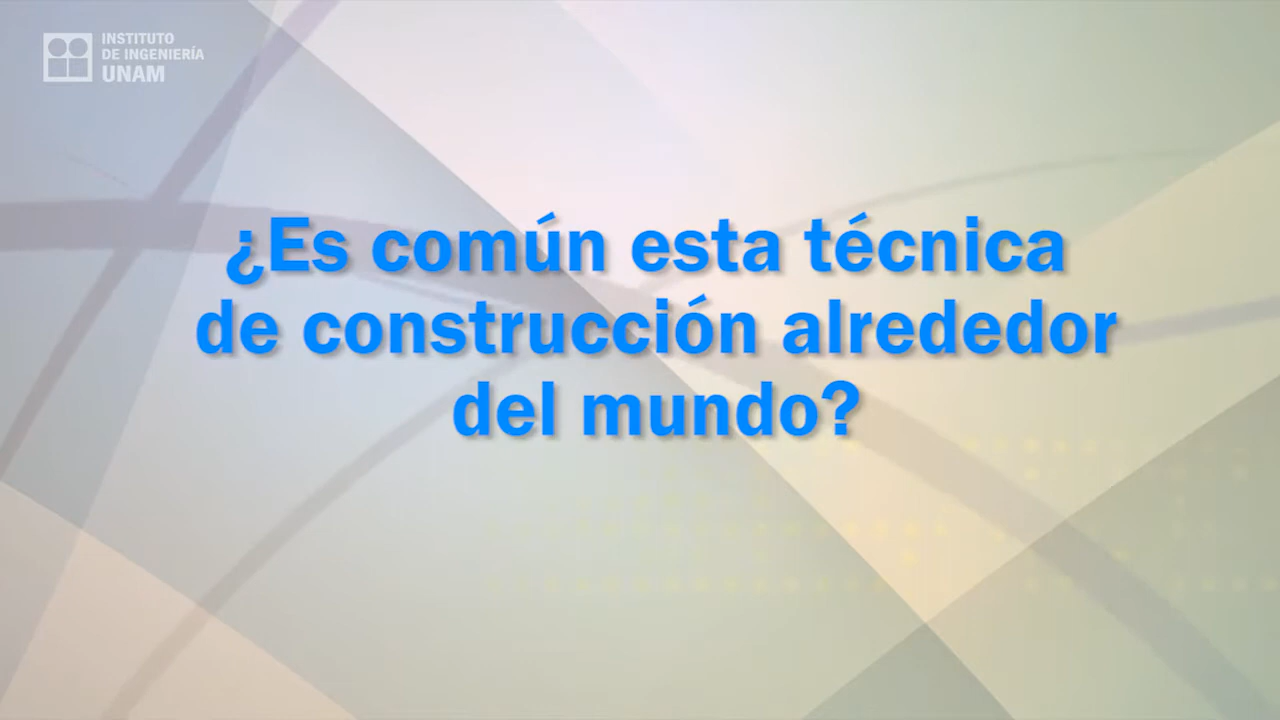 INSTITUTO
DE INGENIERÍA
UNAM
¿Es común esta técnica
de construcción alrededor
del mundo?